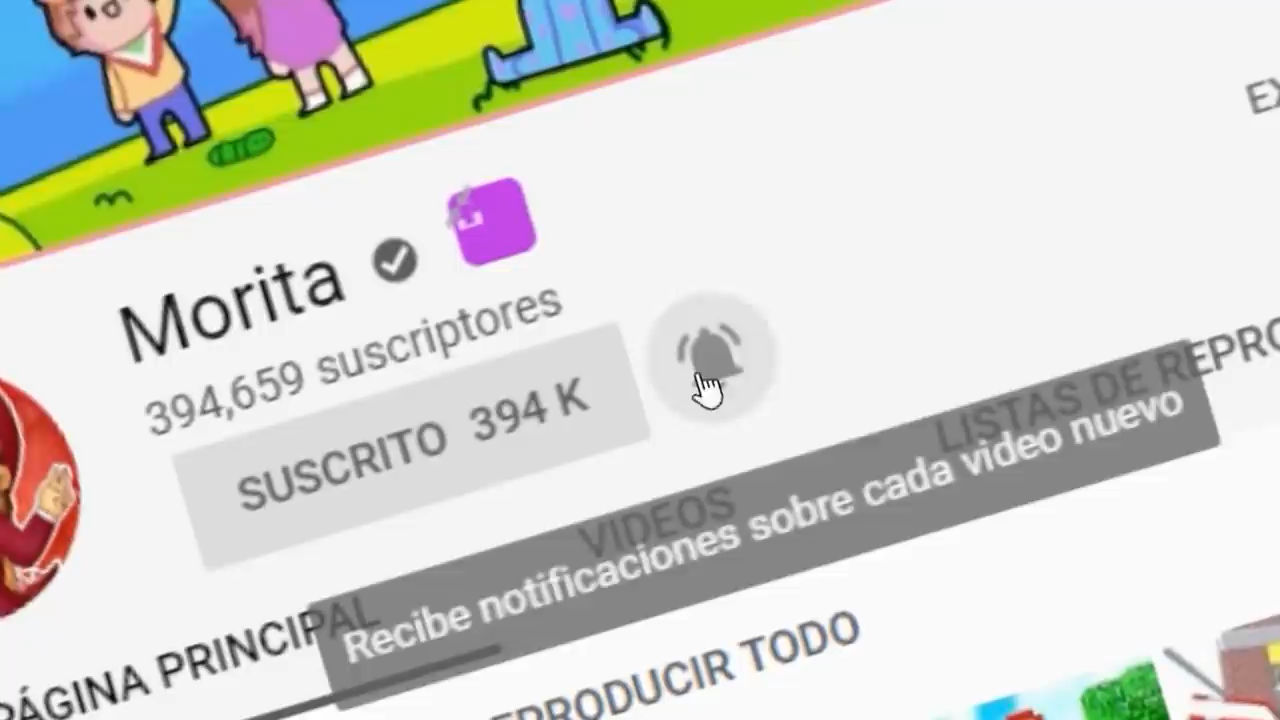 Morita
394,659 suscriptores
SUSCRITO 394 K
LISTAS DE REPRO
VIDEOS
Recibe notificaciones sobre cada video nuevo
PÁGINA PRINCIPAL
EPRODUCIR TODO